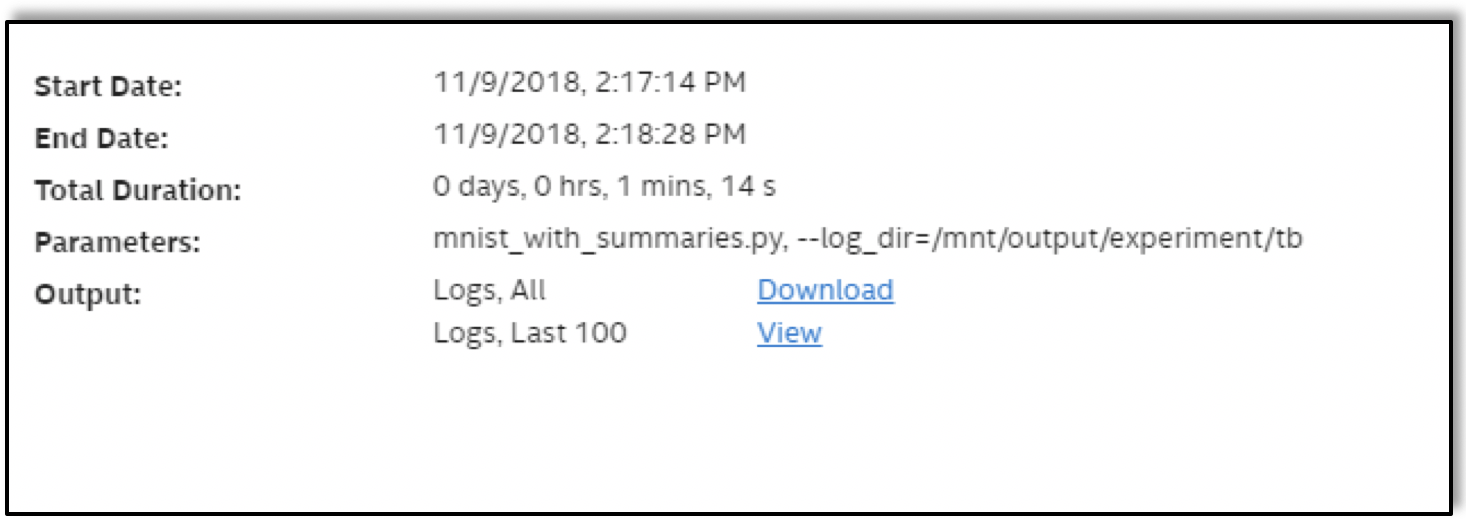 Start Date: 11/9/2018, 2:17:14 PM
End Date: 11/9/2018, 2:18:28 PM
Total Duration: 0 days, 0 hrs, 1 mins, 14 s
Parameters: mnist_with_summaries.py, --log_dir=/mnt/output/experiment/tb
Output: Logs, All Download
Logs, Last 100 View